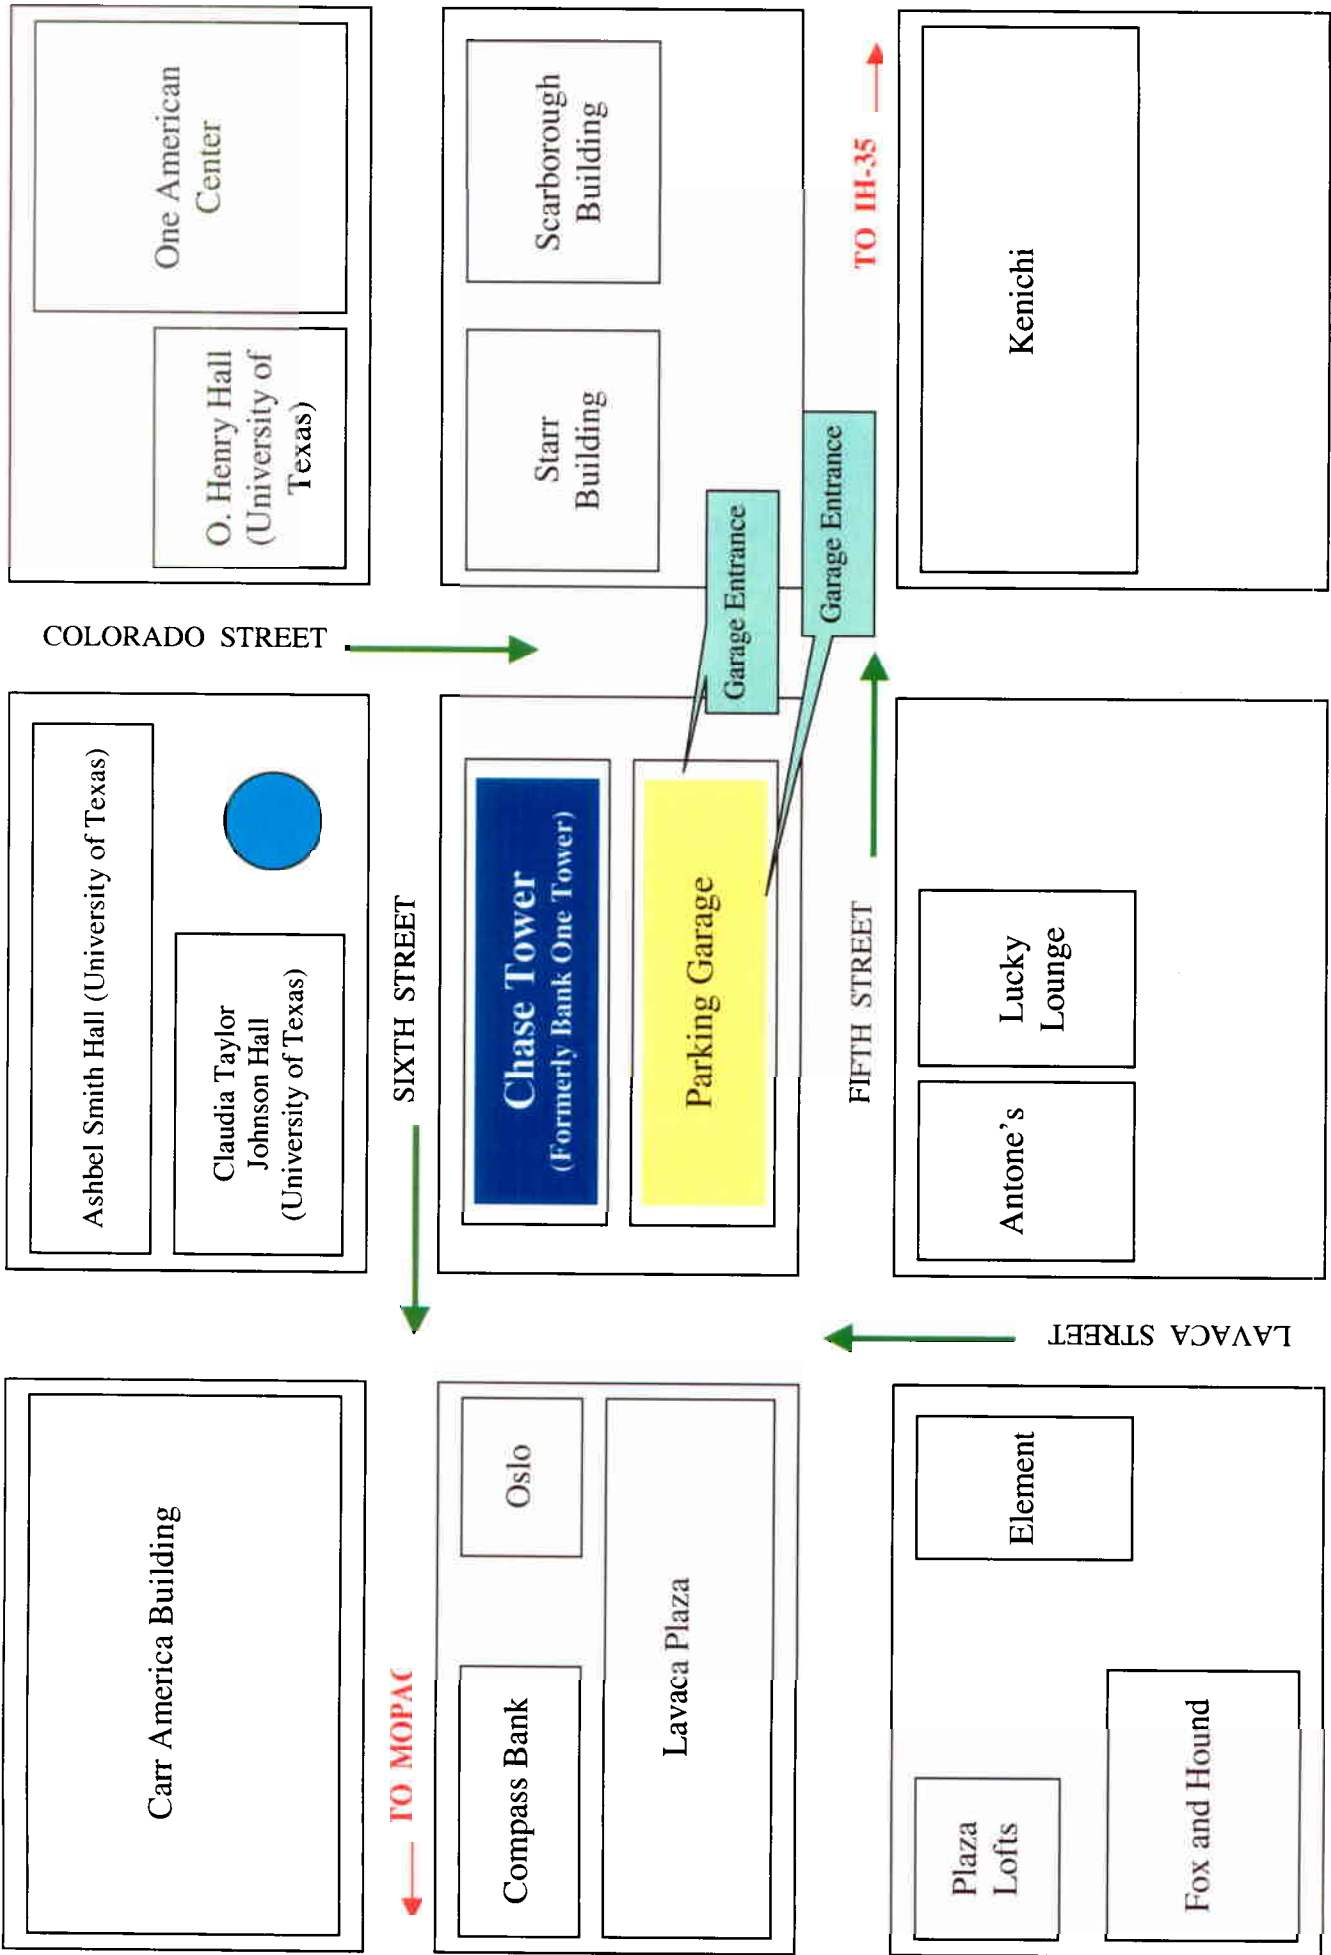 Carr America Building
Ashbel Smith Hall (University of Texas)
Claudia Taylor
Johnson Hall
(University of Texas)
One American
Center
O. Henry Hall
(University of
Texas)
COLORADO STREET
TO MOPAC
SIXTH STREET
Compass Bank
Oslo
Lavaca Plaza
Chase Tower
(Formerly Bank One Tower)
Parking Garage
Garage Entrance
Garage Entrance
Starr
Building
Scarborough
Building
FIFTH STREET
TO IH-35
LAVACA STREET
Plaza
Lofts
Fox and Hound
Element
Antone's
Lucky
Lounge
Kenichi